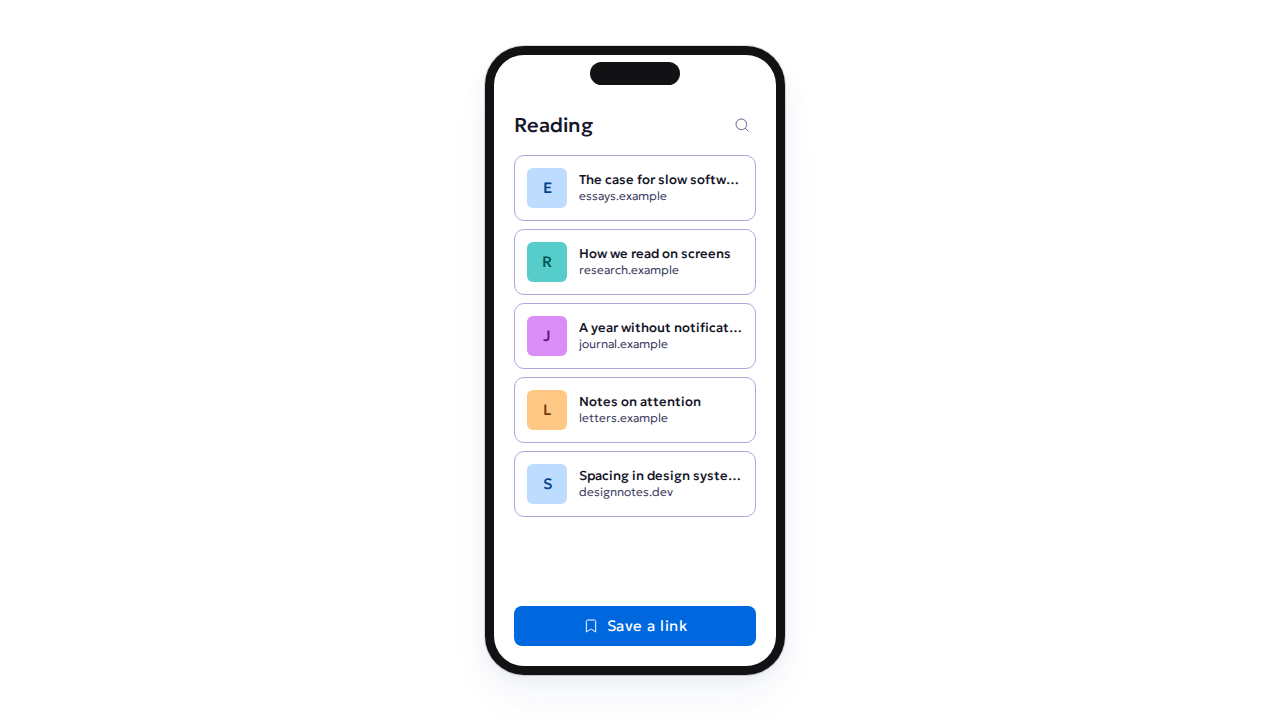 Reading
E
The case for slow softw…
essays.example
R
How we read on screens
research.example
J
A year without notificat…
journal.example
L
Notes on attention
letters.example
S
Spacing in design syste…
designnotes.dev
Save a link